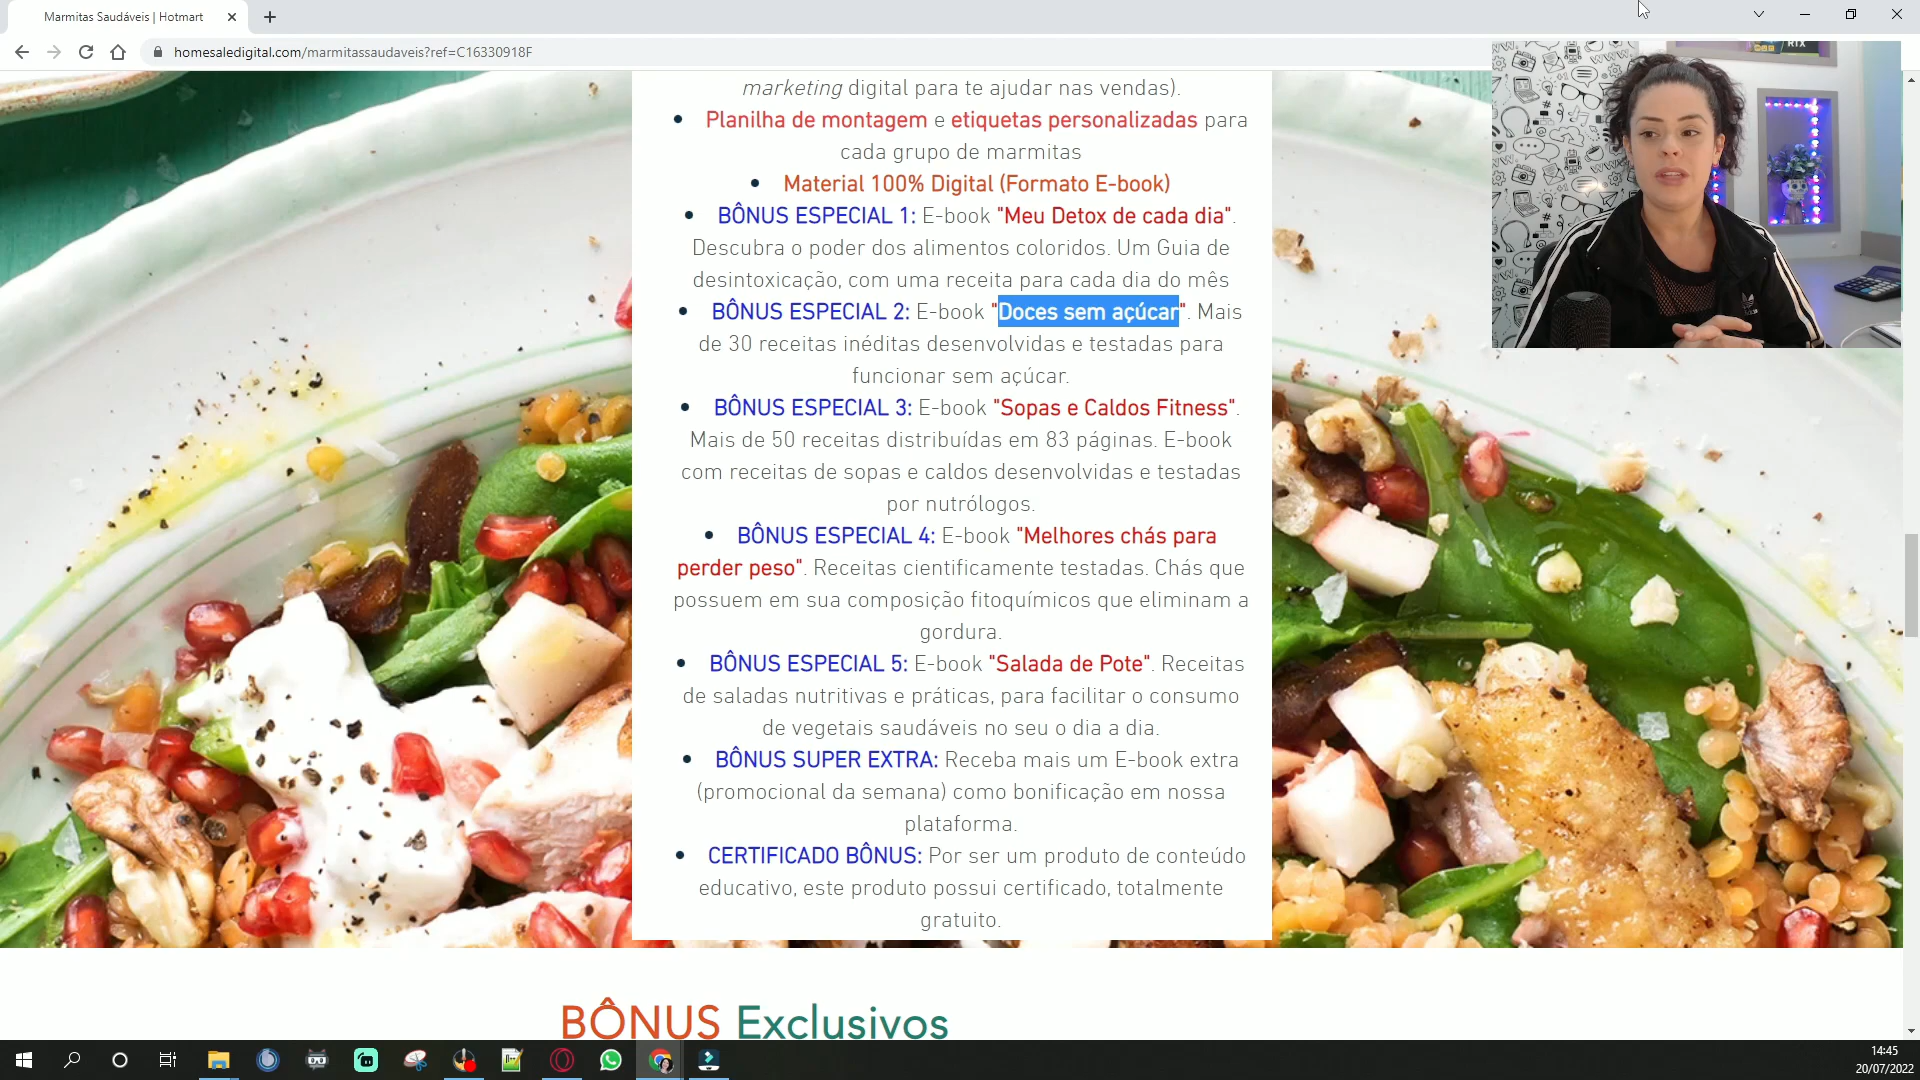 Marmitas Saudáveis | Hotmart
homesaledigital.com/marmitassaudaveis?ref=C16330918F
RTX
marketing digital para te ajudar nas vendas).
Planilha de montagem e etiquetas personalizadas para
cada grupo de marmitas
Material 100% Digital (Formato E-book)
BÔNUS ESPECIAL 1: E-book "Meu Detox de cada dia".
Descubra o poder dos alimentos coloridos. Um Guia de
desintoxicação, com uma receita para cada dia do mês
BÔNUS ESPECIAL 2: E-book "Doces sem açúcar". Mais
de 30 receitas inéditas desenvolvidas e testadas para
funcionar sem açúcar.
BÔNUS ESPECIAL 3: E-book "Sopas e Caldos Fitness".
Mais de 50 receitas distribuídas em 83 páginas. E-book
com receitas de sopas e caldos desenvolvidas e testadas
por nutrólogos.
BÔNUS ESPECIAL 4: E-book "Melhores chás para
perder peso". Receitas cientificamente testadas. Chás que
possuem em sua composição fitoquímicos que eliminam a
gordura.
BÔNUS ESPECIAL 5: E-book "Salada de Pote". Receitas
de saladas nutritivas e práticas, para facilitar o consumo
de vegetais saudáveis no seu o dia a dia.
BÔNUS SUPER EXTRA: Receba mais um E-book extra
(promocional da semana) como bonificação em nossa
plataforma.
CERTIFICADO BÔNUS: Por ser um produto de conteúdo
educativo, este produto possui certificado, totalmente
gratuito.
BÔNUS Exclusivos
14:45
20/07/2022